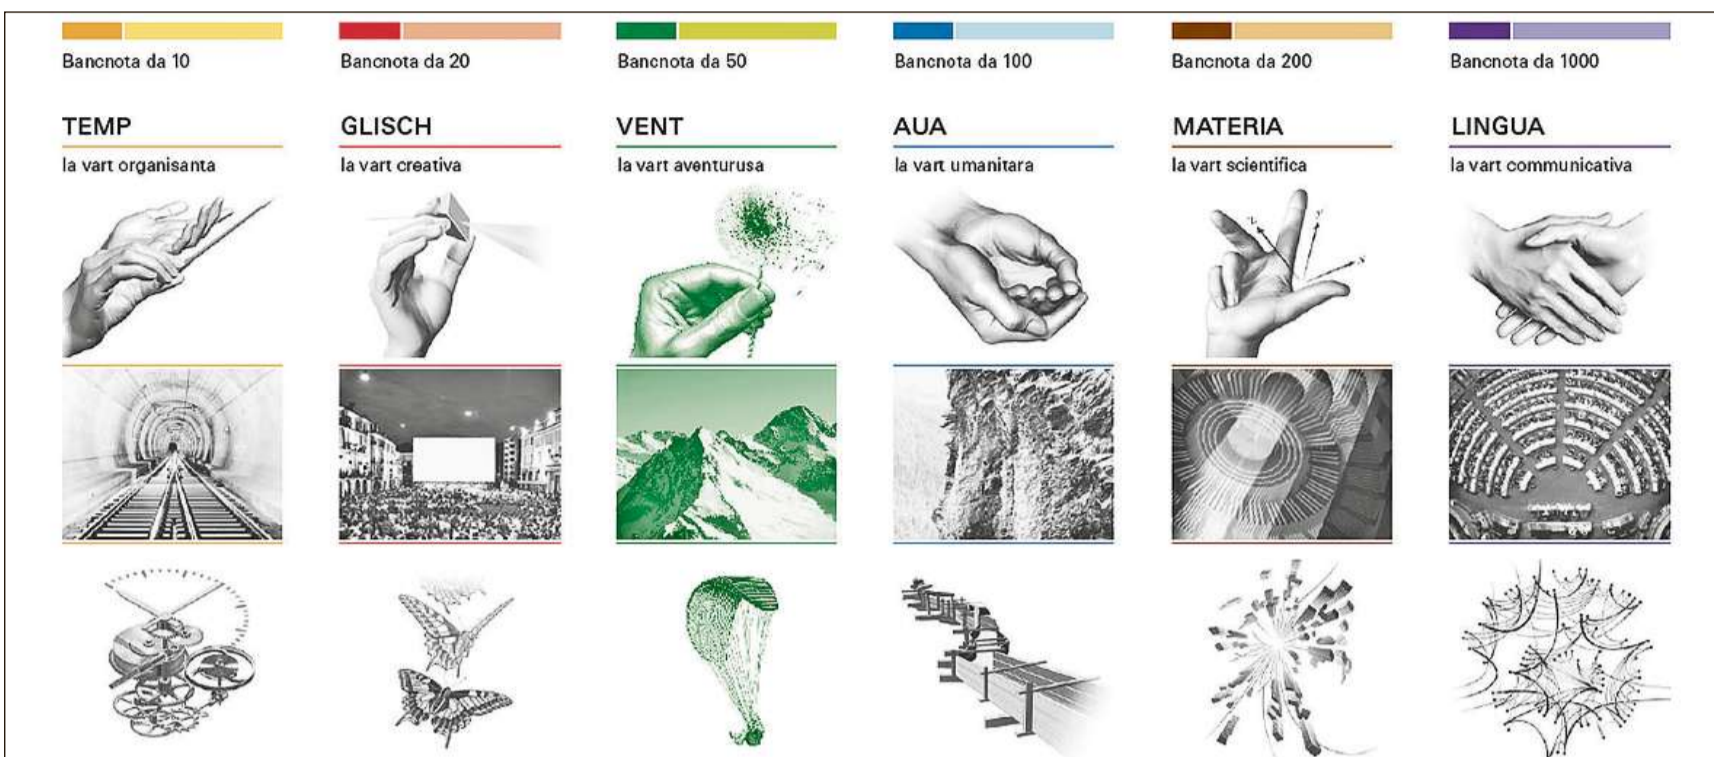 Bancnota da 10
TEMP
la vart organisanta
Bancnota da 20
GLISCH
la vart creativa
Bancnota da 50
VENT
la vart aventurusa
Bancnota da 100
AUA
la vart umanitara
Bancnota da 200
MATERIA
la vart scientifica
Bancnota da 1000
LINGUA
la vart communicativa